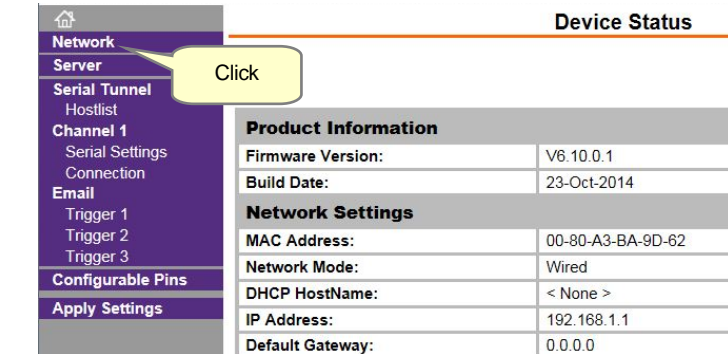 Device Status
Network
Server
Click
Serial Tunnel
Hostlist
Channel 1
Serial Settings
Connection
Email
Trigger 1
Trigger 2
Trigger 3
Configurable Pins
Apply Settings
Product Information
Firmware Version: V6.10.0.1
Build Date: 23-Oct-2014
Network Settings
MAC Address: 00-80-A3-BA-9D-62
Network Mode: Wired
DHCP HostName: < None >
IP Address: 192.168.1.1
Default Gateway: 0.0.0.0